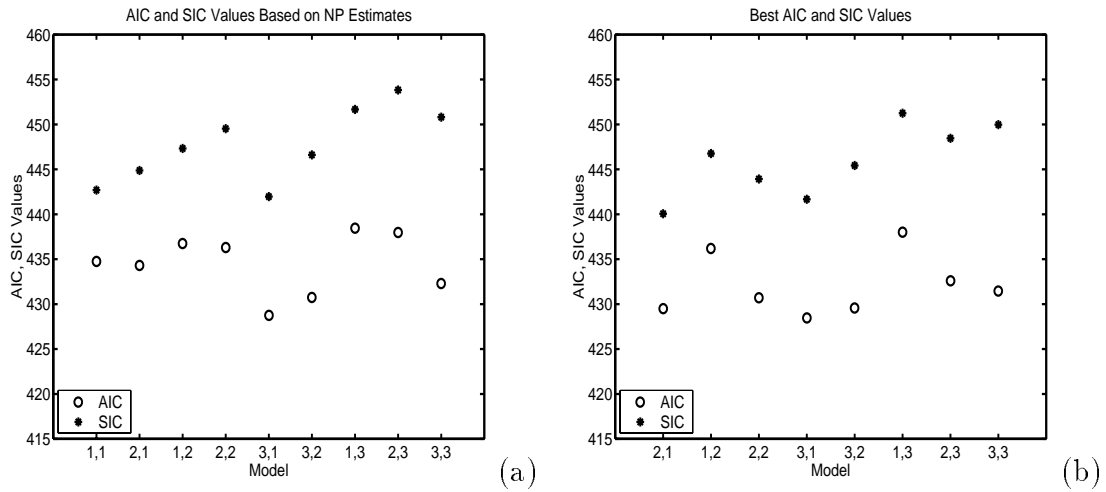 AIC and SIC Values Based on NP Estimates
460
455
450
445
440
435
430
425
420
415
AIC, SIC Values
AIC
SIC
1,1 2,1 1,2 2,2 3,1 3,2 1,3 2,3 3,3
Model
(a)
Best AIC and SIC Values
460
455
450
445
440
435
430
425
420
415
AIC, SIC Values
AIC
SIC
2,1 1,2 2,2 3,1 3,2 1,3 2,3 3,3
Model
(b)